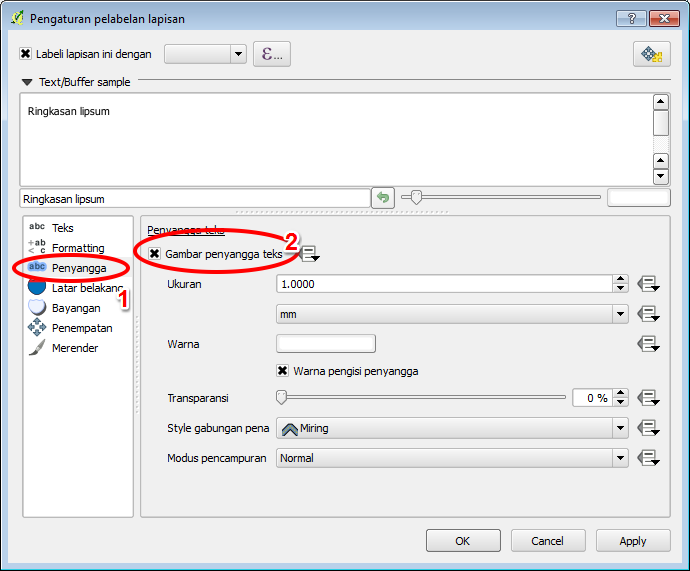 Pengaturan pelabelan lapisan
Labeli lapisan ini dengan
ε...
Text/Buffer sample
Ringkasan lipsum
Ringkasan lipsum
abc Teks
+ab < c Formatting
abc Penyangga
1
Latar belakang
Bayangan
Penempatan
Merender
Penyangga teks
2
Gambar penyangga teks
Ukuran 1.0000
mm
Warna
Warna pengisi penyangga
Transparansi 0 %
Style gabungan pena Miring
Modus pencampuran Normal
OK Cancel Apply